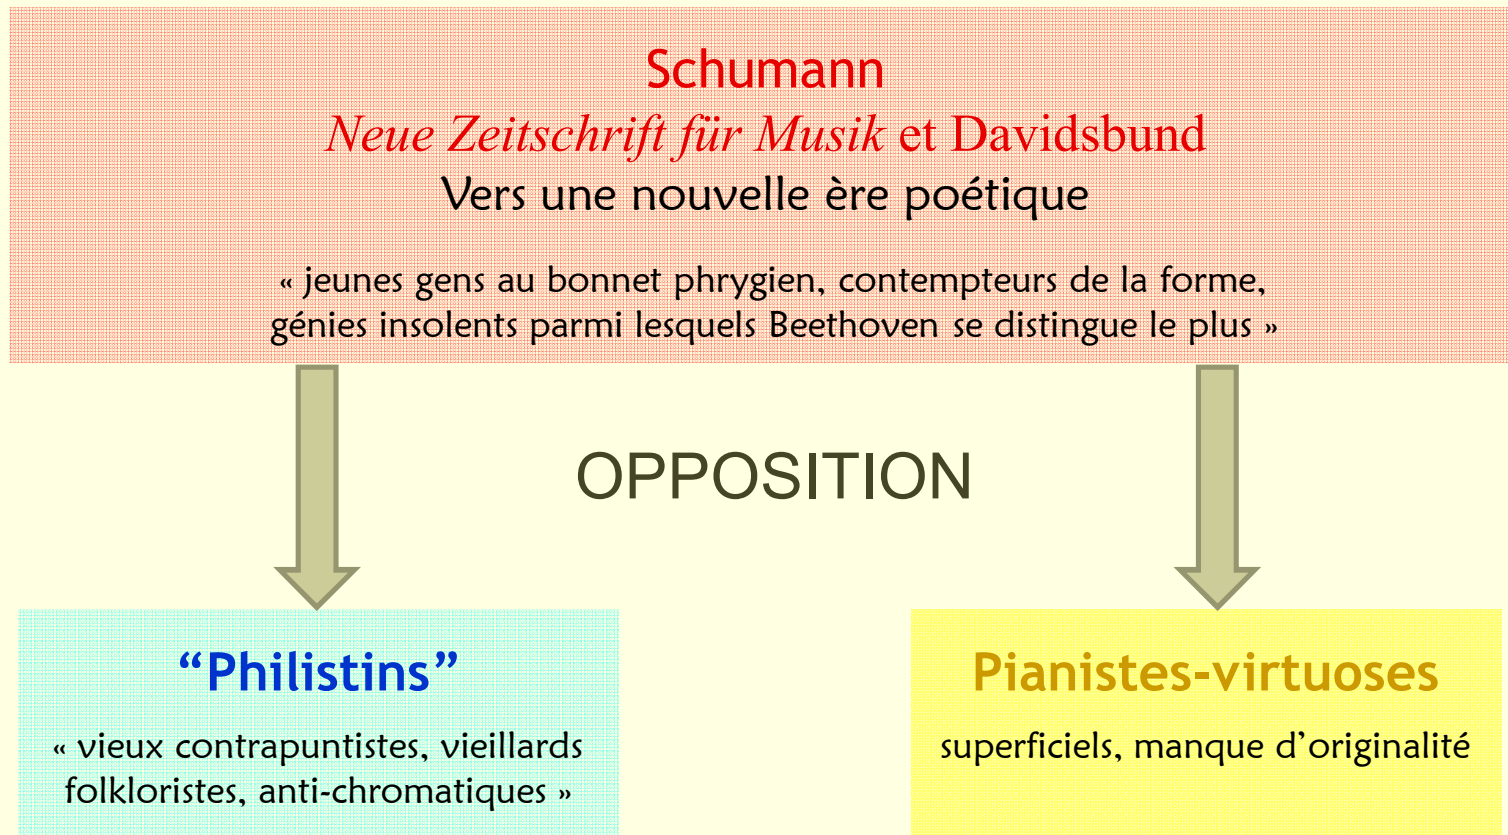 Schumann
Neue Zeitschrift für Musik et Davidsbund
Vers une nouvelle ère poétique
« jeunes gens au bonnet phrygien, contempteurs de la forme,
génies insolents parmi lesquels Beethoven se distingue le plus »
OPPOSITION
“Philistins”
« vieux contrapuntistes, vieillards
folkloristes, anti-chromatiques »
Pianistes-virtuoses
superficiels, manque d’originalité